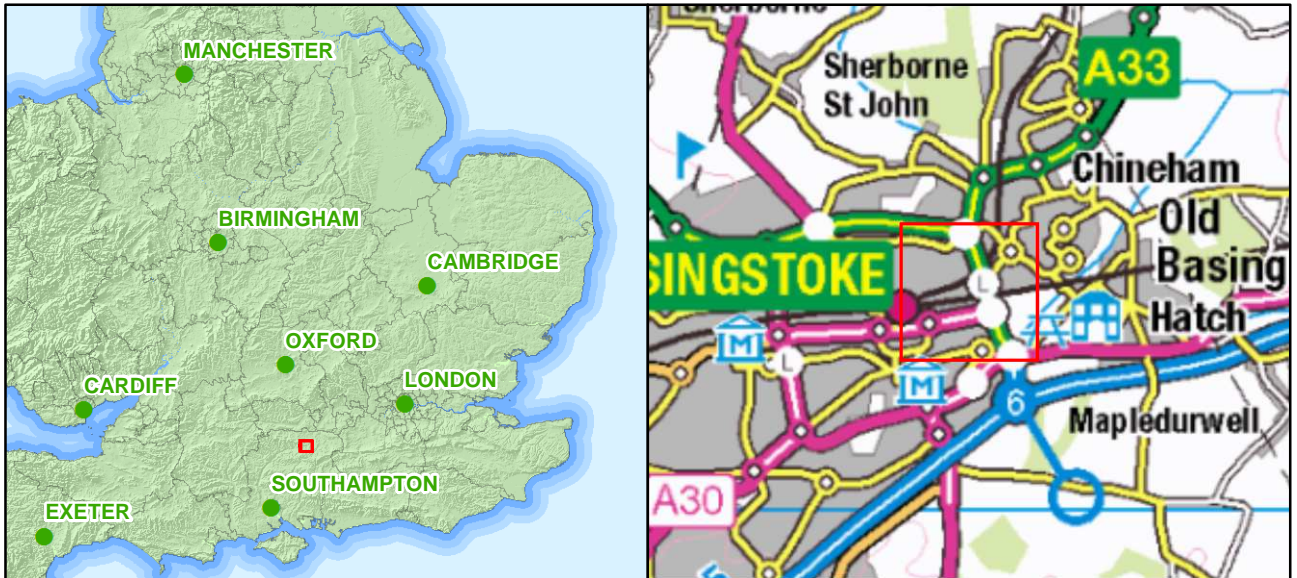 MANCHESTER
BIRMINGHAM
CAMBRIDGE
OXFORD
CARDIFF
LONDON
SOUTHAMPTON
EXETER
Sherborne
St John
A33
Chineham
Old
Basing
Hatch
SINGSTOKE
M
L
L
M
6
Mapledurwell
A30